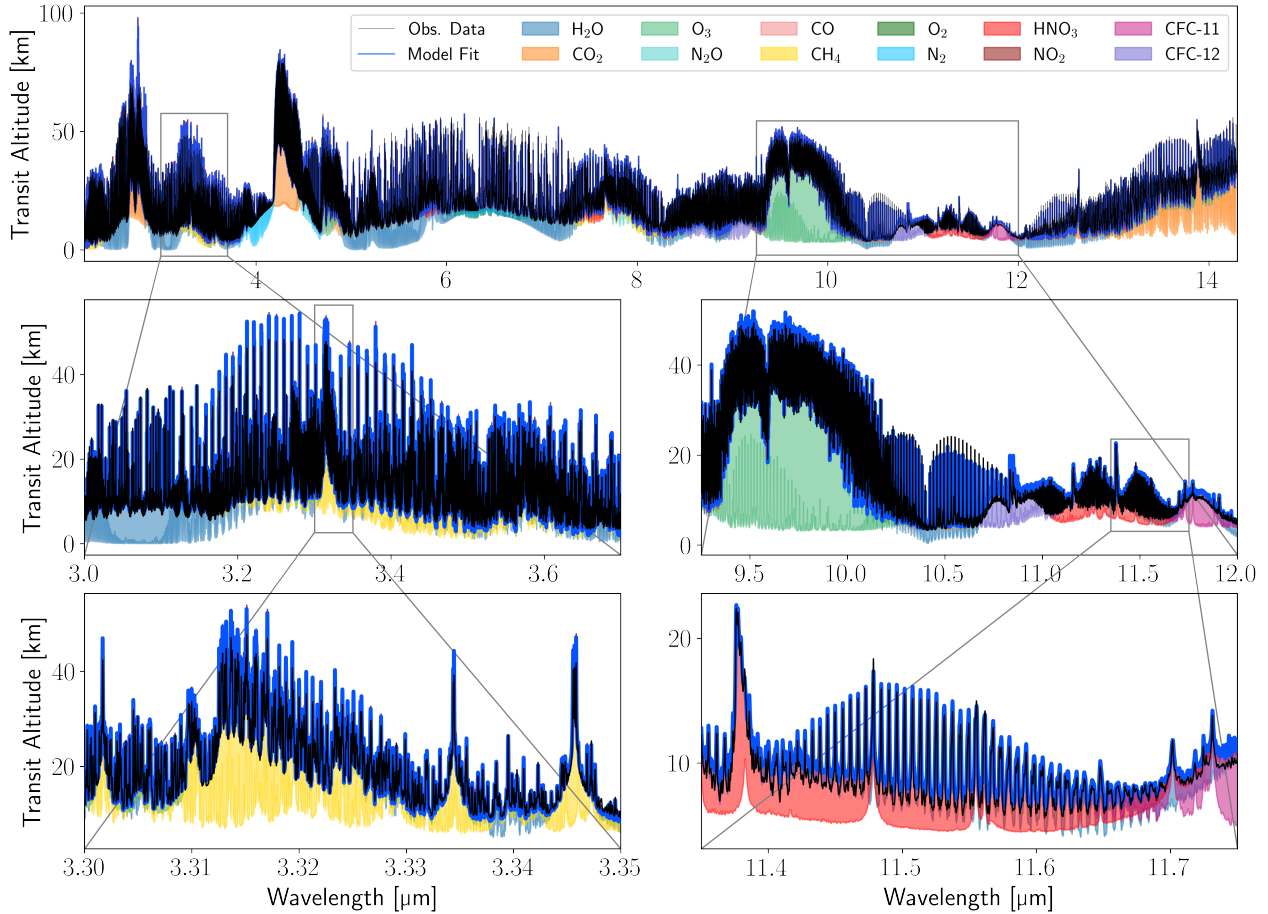 100
50
0
Transit Altitude [km]
Obs. Data
Model Fit
H₂O
CO₂
O₃
N₂O
CO
CH₄
O₂
N₂
HNO₃
NO₂
CFC-11
CFC-12
4 6 8 10 12 14
Transit Altitude [km]
40
20
0
3.0 3.2 3.4 3.6
40
20
0
9.5 10.0 10.5 11.0 11.5 12.0
Transit Altitude [km]
40
20
3.30 3.31 3.32 3.33 3.34 3.35
Wavelength [µm]
20
10
11.4 11.5 11.6 11.7
Wavelength [µm]